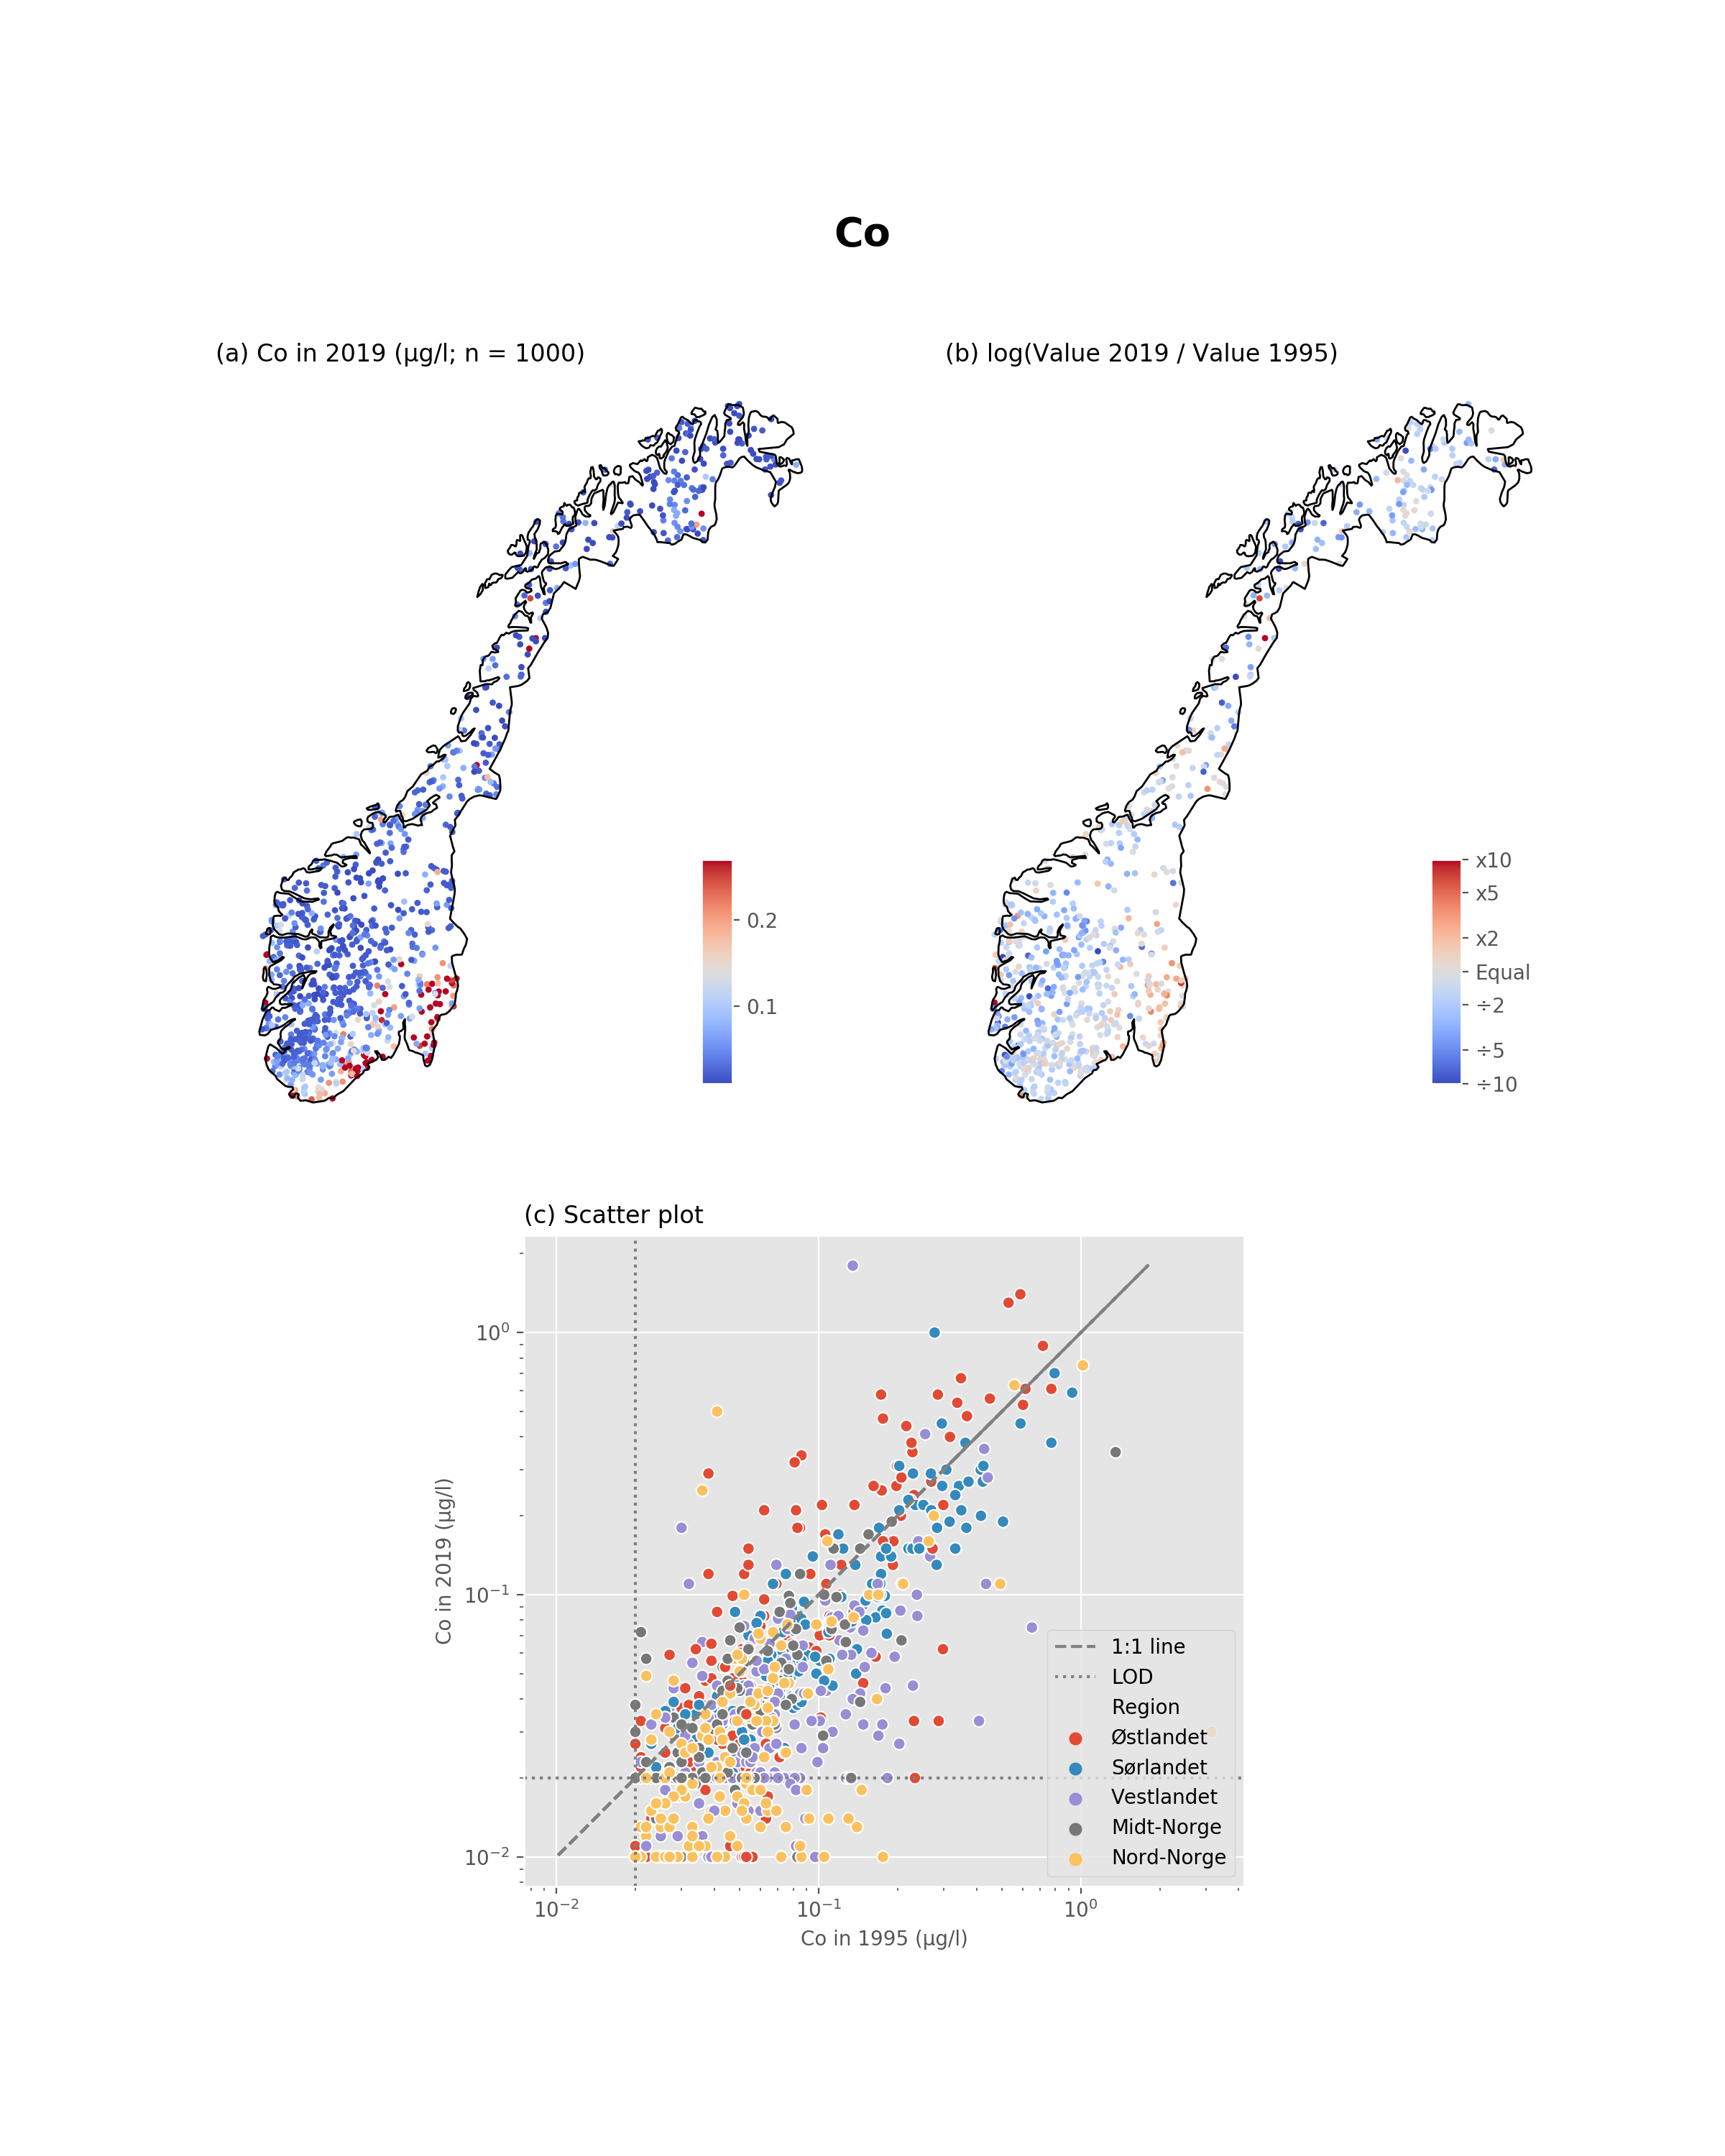 Co
(a) Co in 2019 (µg/l; n = 1000)
(b) log(Value 2019 / Value 1995)
0.2
0.1
x10
x5
x2
Equal
÷2
÷5
÷10
(c) Scatter plot
Co in 2019 (µg/l)
10⁰
10⁻¹
10⁻²
1:1 line
LOD
Region
Østlandet
Sørlandet
Vestlandet
Midt-Norge
Nord-Norge
10⁻²
10⁻¹
10⁰
Co in 1995 (µg/l)